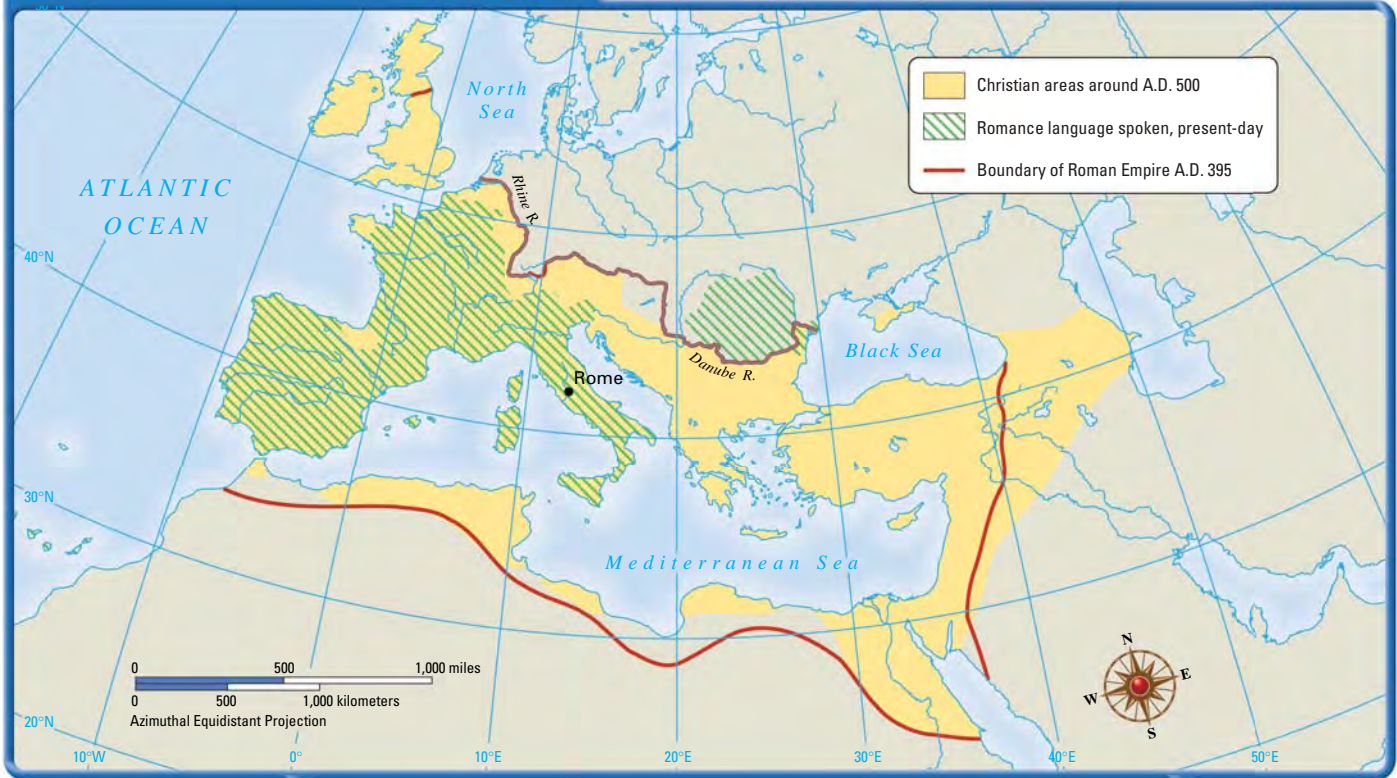 North
Sea
Christian areas around A.D. 500
Romance language spoken, present-day
Boundary of Roman Empire A.D. 395
ATLANTIC
OCEAN
Rhine R.
40°N
Black Sea
Danube R.
Rome
30°N
Mediterranean Sea
N
E
W
S
0 500 1,000 miles
0 500 1,000 kilometers
Azimuthal Equidistant Projection
20°N
10°W 0° 10°E 20°E 30°E 40°E 50°E